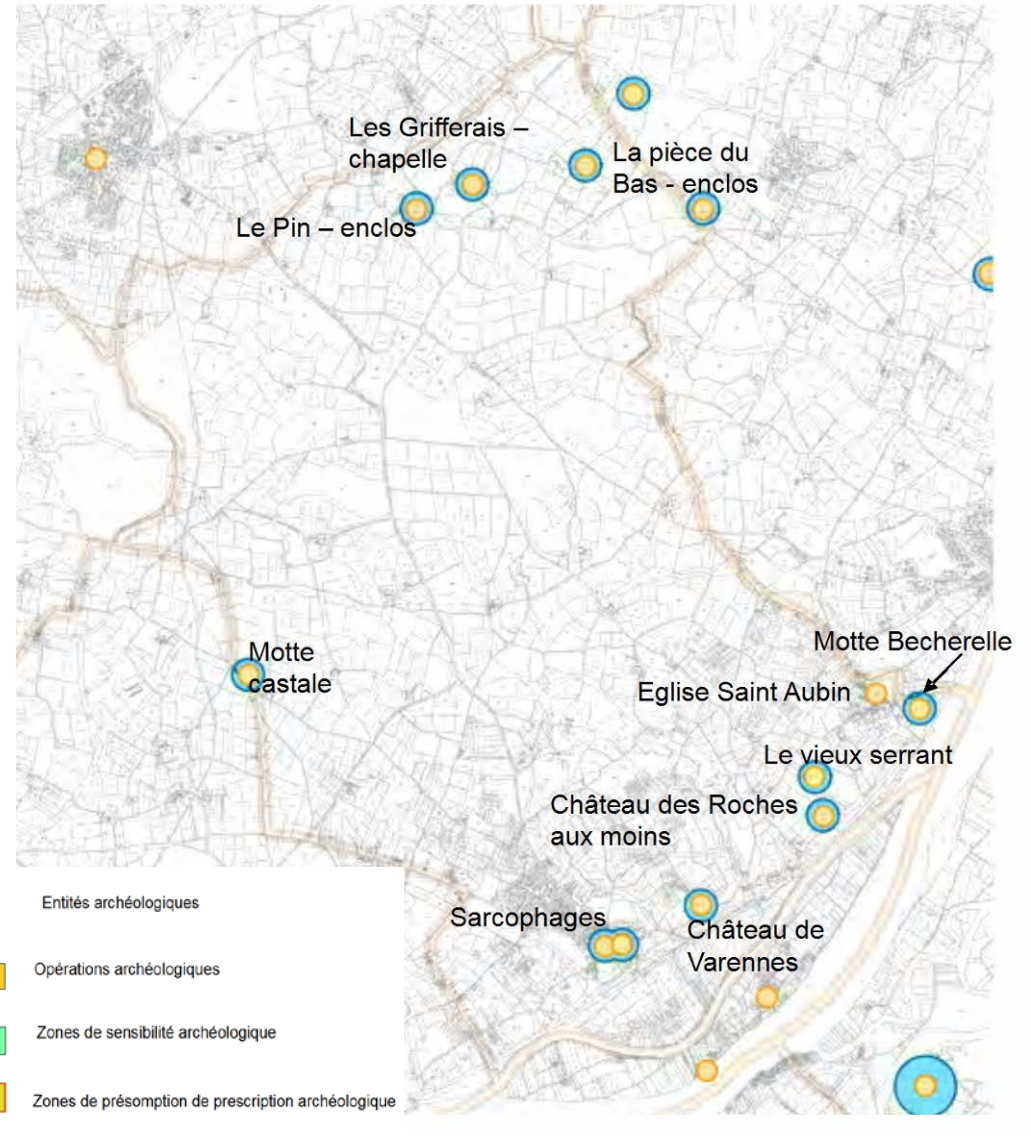 Les Grifferais –
chapelle
La pièce du
Bas - enclos
Le Pin – enclos
Motte
castale
Motte Becherelle
Eglise Saint Aubin
Le vieux serrant
Château des Roches
aux moins
Sarcophages
Château de
Varennes
Entités archéologiques
Opérations archéologiques
Zones de sensibilité archéologique
Zones de présomption de prescription archéologique